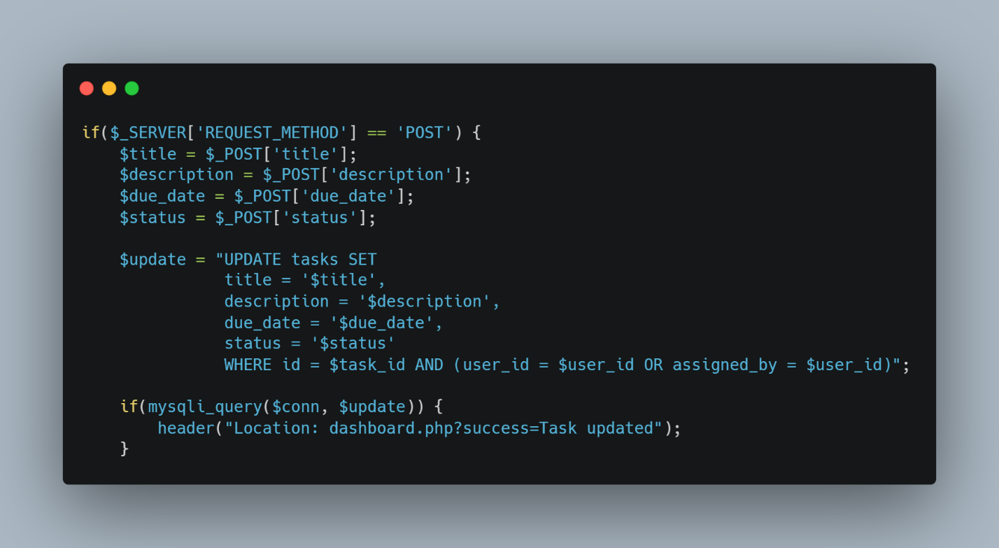 if($_SERVER['REQUEST_METHOD'] == 'POST') {
    $title = $_POST['title'];
    $description = $_POST['description'];
    $due_date = $_POST['due_date'];
    $status = $_POST['status'];

    $update = "UPDATE tasks SET
               title = '$title',
               description = '$description',
               due_date = '$due_date',
               status = '$status'
               WHERE id = $task_id AND (user_id = $user_id OR assigned_by = $user_id)";

    if(mysqli_query($conn, $update)) {
        header("Location: dashboard.php?success=Task updated");
    }